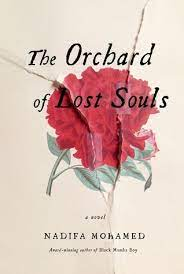 The Orchard
of Lost Souls
a novel
NADIFA MOHAMED
Award-winning author of Black Mamba Boy